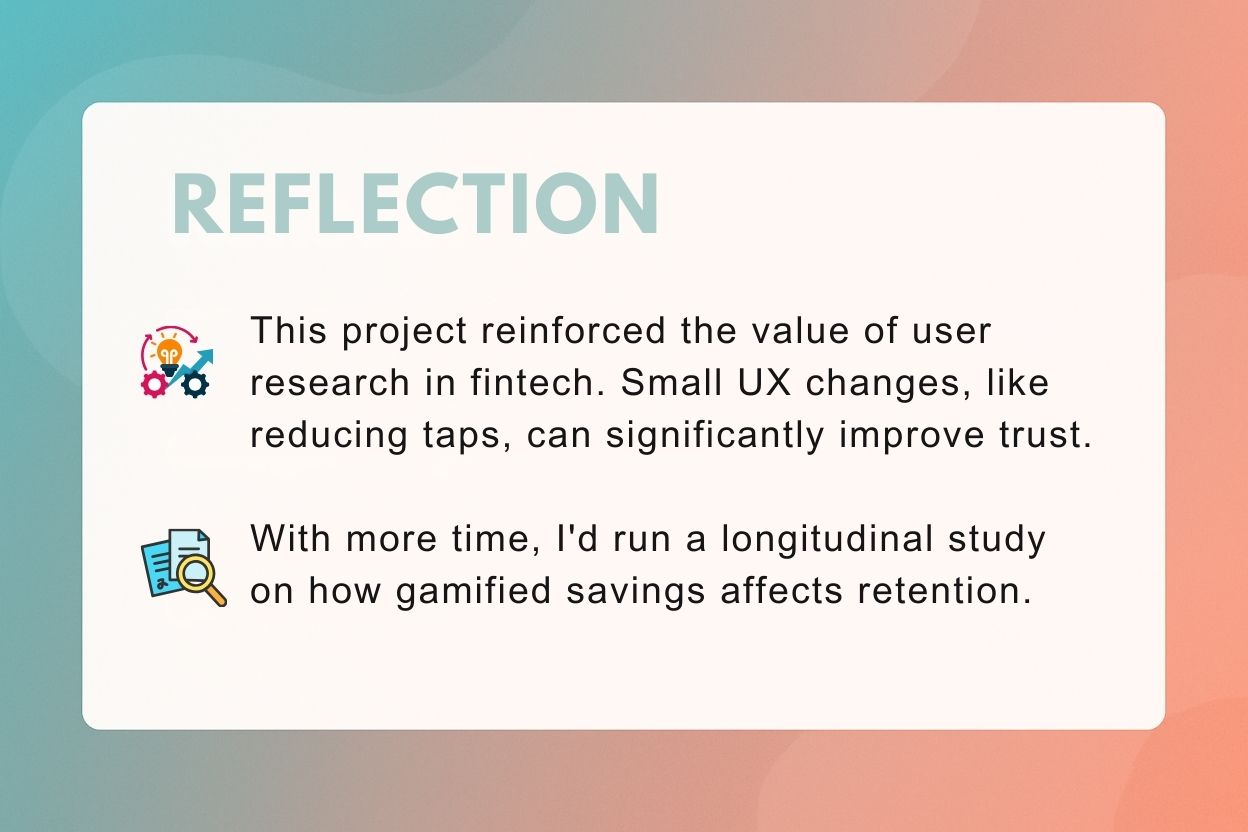 REFLECTION
This project reinforced the value of user
research in fintech. Small UX changes, like
reducing taps, can significantly improve trust.
With more time, I'd run a longitudinal study
on how gamified savings affects retention.